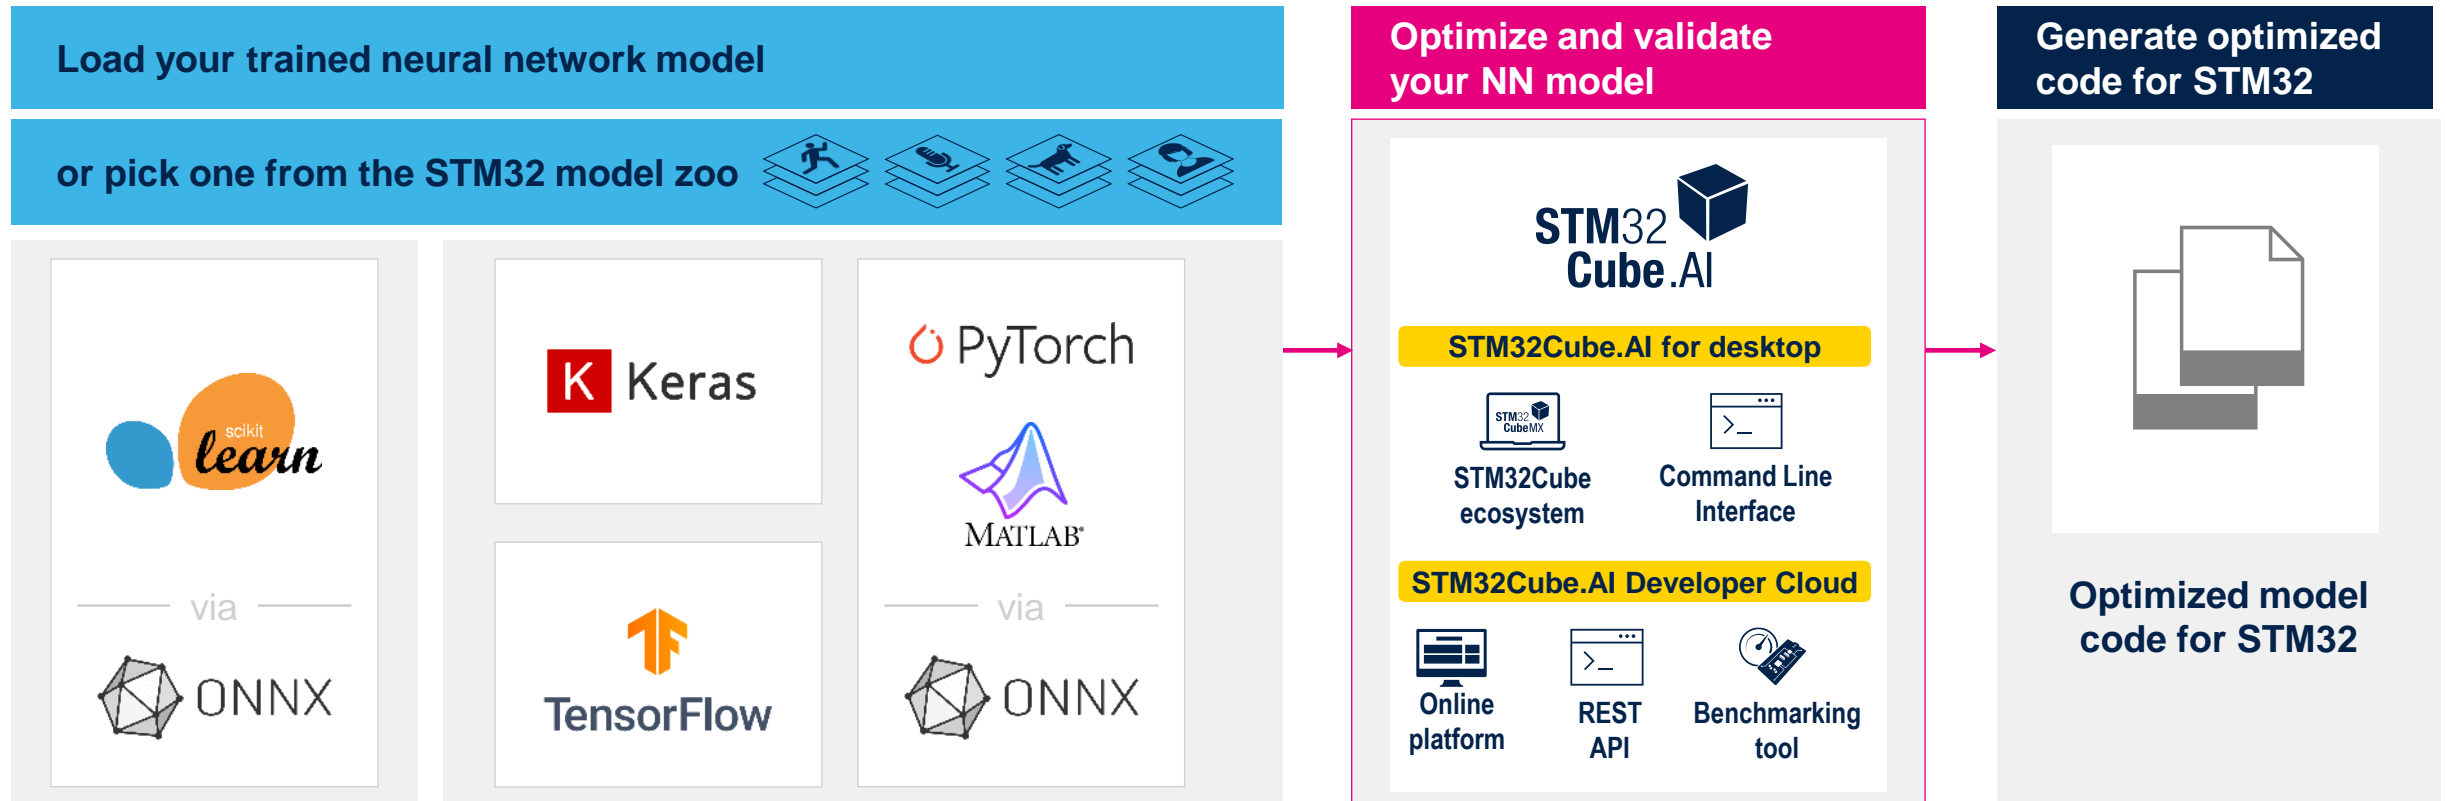 Load your trained neural network model
or pick one from the STM32 model zoo
scikit
learn
via
ONNX
K Keras
TensorFlow
PyTorch
MATLAB®
via
ONNX
Optimize and validate
your NN model
STM32
Cube.AI
STM32Cube.AI for desktop
STM32
CubeMX
STM32Cube
ecosystem
>_
Command Line
Interface
STM32Cube.AI Developer Cloud
Online
platform
>_
REST
API
Benchmarking
tool
Generate optimized
code for STM32
Optimized model
code for STM32